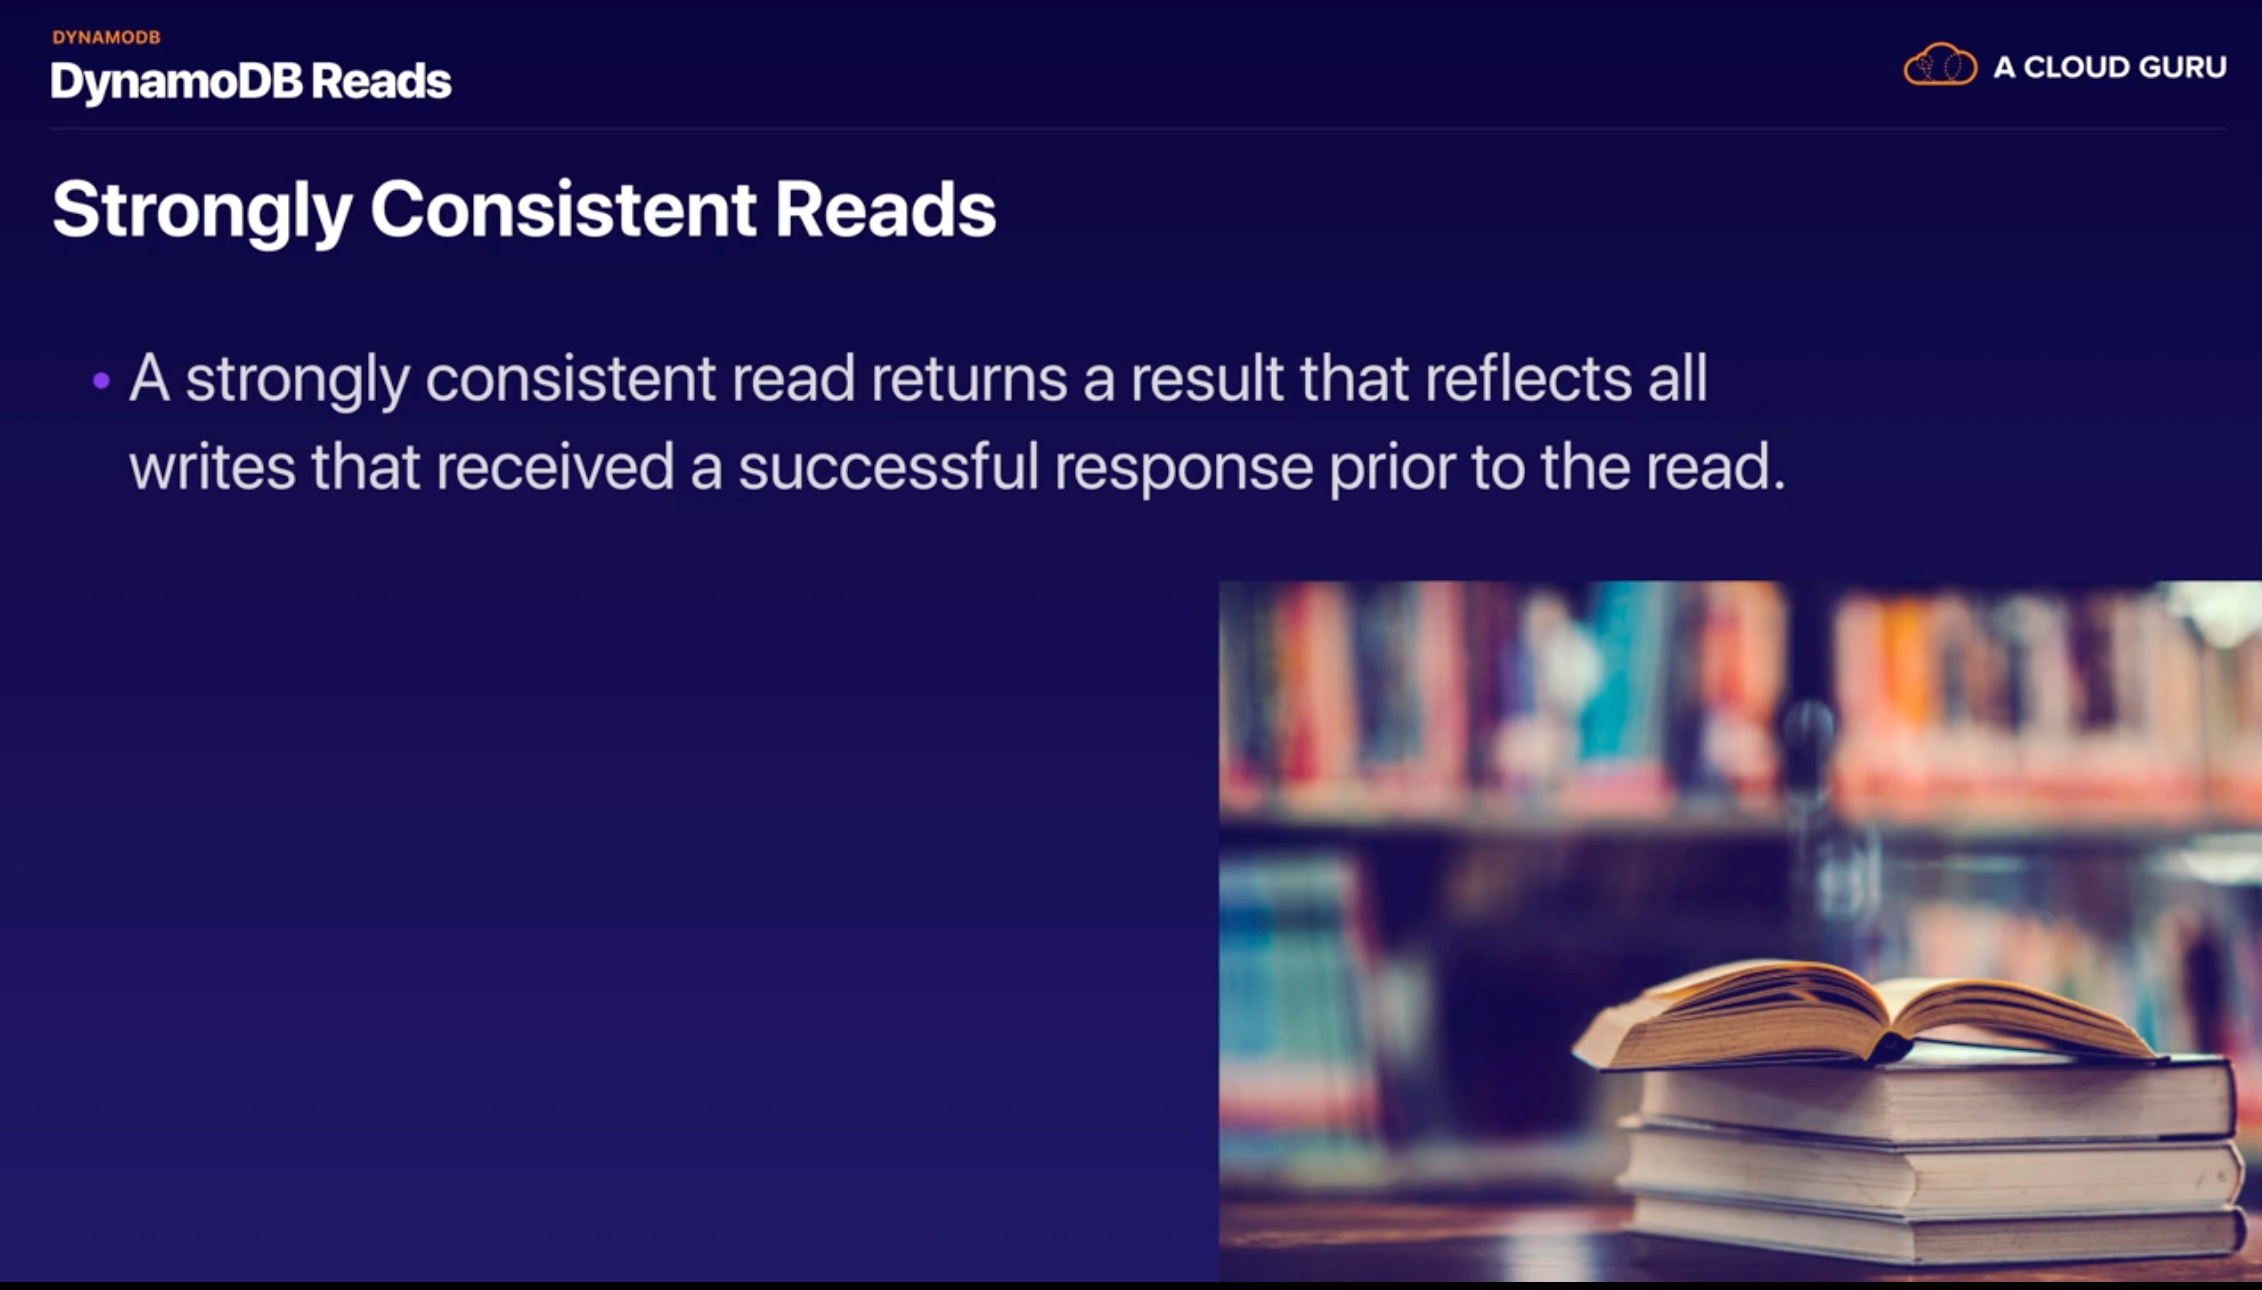 DYNAMODB
DynamoDB Reads
A CLOUD GURU
Strongly Consistent Reads
• A strongly consistent read returns a result that reflects all
writes that received a successful response prior to the read.